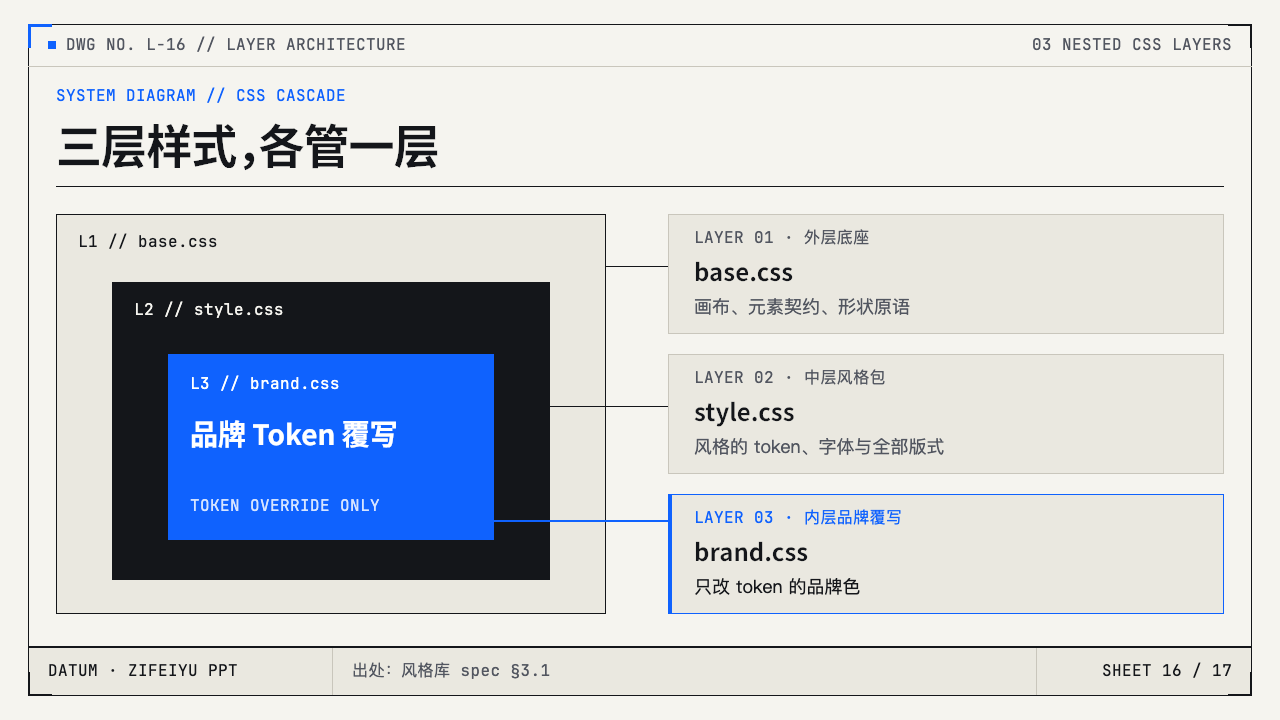 DWG NO. L-16 // LAYER ARCHITECTURE
03 NESTED CSS LAYERS
SYSTEM DIAGRAM // CSS CASCADE
三层样式,各管一层
L1 // base.css
L2 // style.css
L3 // brand.css
品牌 Token 覆写
TOKEN OVERRIDE ONLY
LAYER 01 · 外层底座
base.css
画布、元素契约、形状原语
LAYER 02 · 中层风格包
style.css
风格的 token、字体与全部版式
LAYER 03 · 内层品牌覆写
brand.css
只改 token 的品牌色
DATUM · ZIFEIYU PPT
出处: 风格库 spec §3.1
SHEET 16 / 17